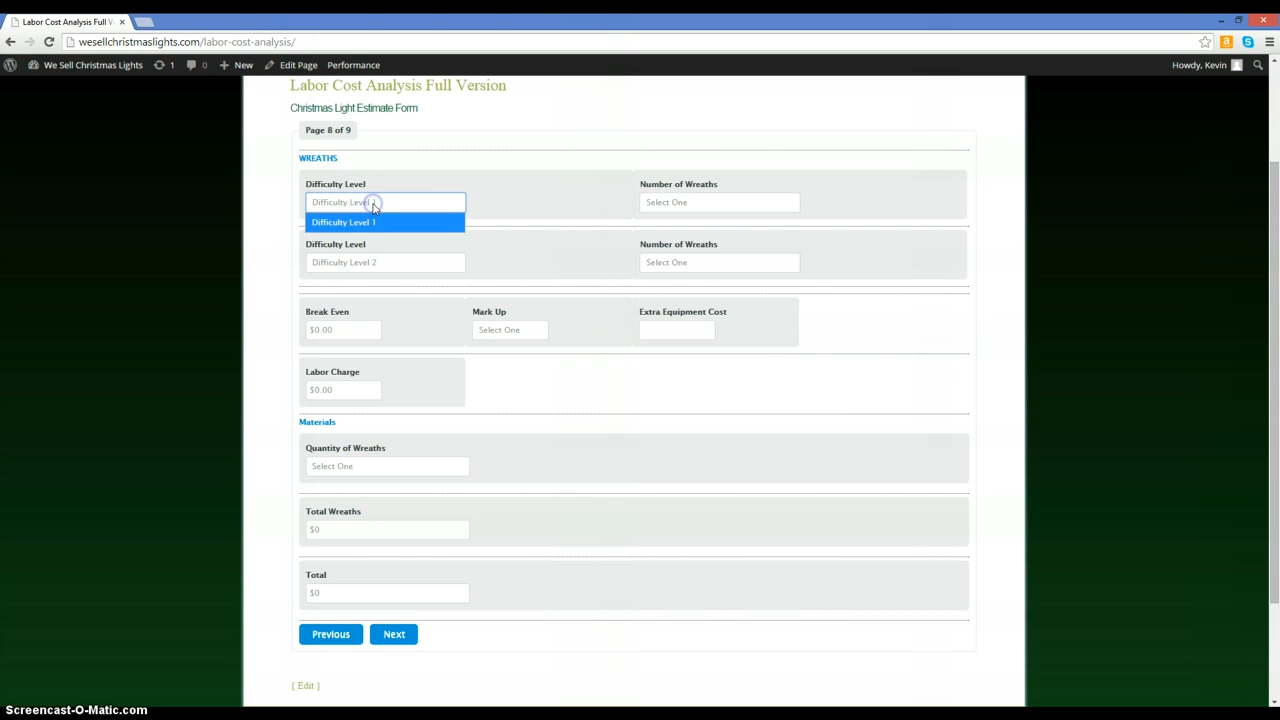 Labor Cost Analysis Full V
wesellchristmaslights.com/labor-cost-analysis/
We Sell Christmas Lights 1 0 New Edit Page Performance Howdy, Kevin
Labor Cost Analysis Full Version
Christmas Light Estimate Form
Page 8 of 9
WREATHS
Difficulty Level Number of Wreaths
Difficulty Level 1 Select One
Difficulty Level 1
Difficulty Level Number of Wreaths
Difficulty Level 2 Select One
Break Even Mark Up Extra Equipment Cost
$0.00 Select One
Labor Charge
$0.00
Materials
Quantity of Wreaths
Select One
Total Wreaths
$0
Total
$0
Previous Next
{ Edit }
Screencast-O-Matic.com